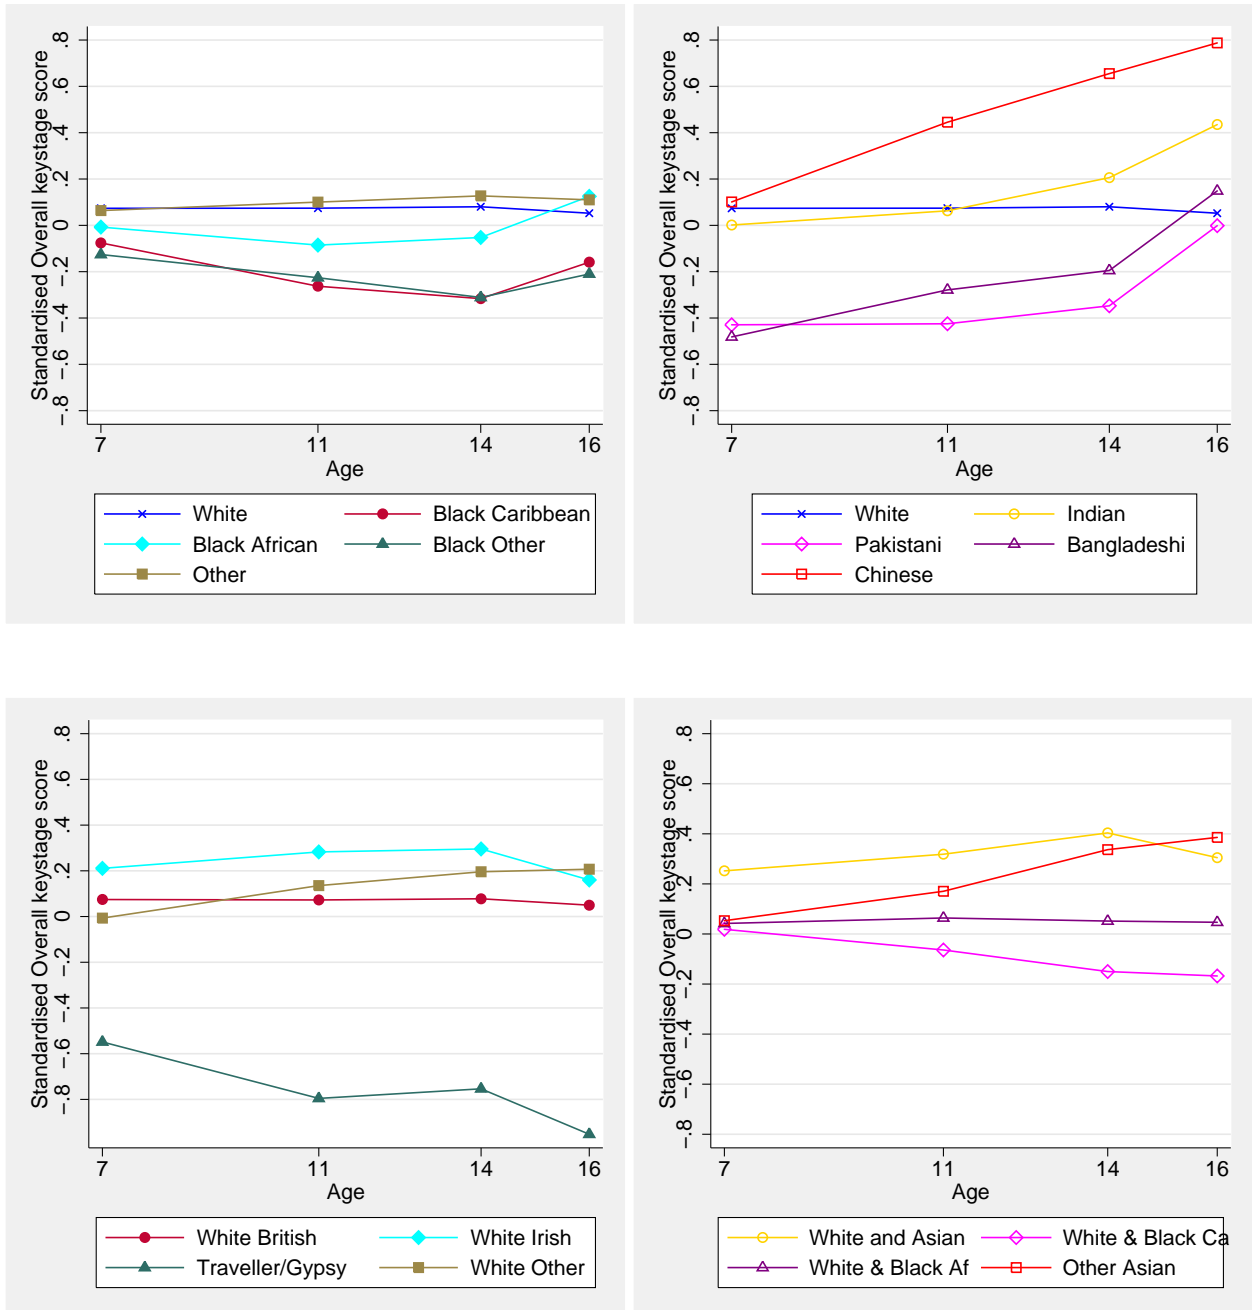 Standardised Overall keystage score
.8
.6
.4
.2
0
-.2
-.4
-.6
-.8
7 11 14 16
Age
White Black Caribbean
Black African Black Other
Other
Standardised Overall keystage score
.8
.6
.4
.2
0
-.2
-.4
-.6
-.8
7 11 14 16
Age
White Indian
Pakistani Bangladeshi
Chinese
Standardised Overall keystage score
.8
.6
.4
.2
0
-.2
-.4
-.6
-.8
7 11 14 16
Age
White British White Irish
Traveller/Gypsy White Other
Standardised Overall keystage score
.8
.6
.4
.2
0
-.2
-.4
-.6
-.8
7 11 14 16
Age
White and Asian White & Black Ca
White & Black Af Other Asian